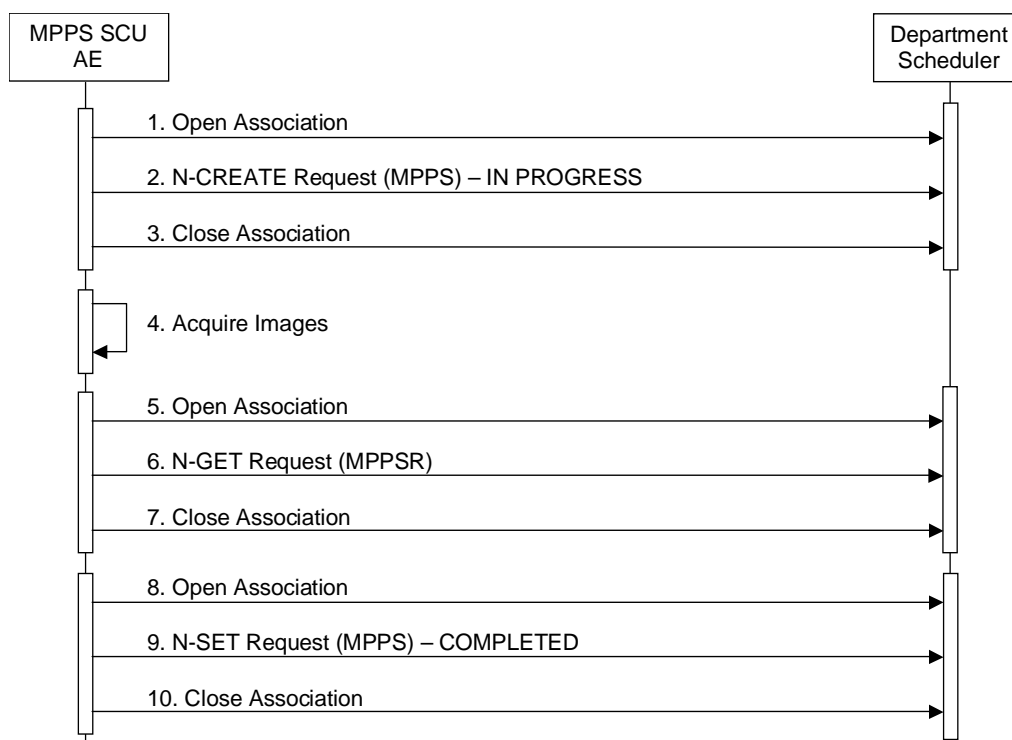 MPPS SCU
AE
Department
Scheduler
1. Open Association
2. N-CREATE Request (MPPS) – IN PROGRESS
3. Close Association
4. Acquire Images
5. Open Association
6. N-GET Request (MPPSR)
7. Close Association
8. Open Association
9. N-SET Request (MPPS) – COMPLETED
10. Close Association